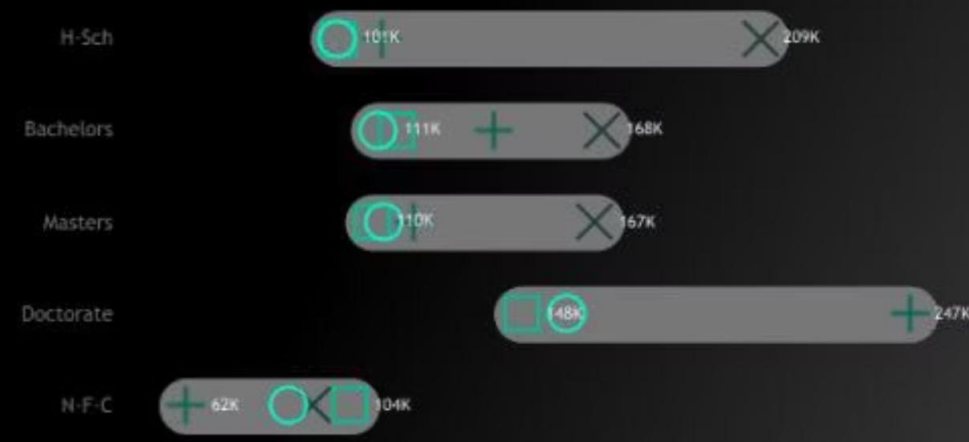 H-Sch 101K 209K
Bachelors 111K 168K
Masters 110K 167K
Doctorate 148K 247K
N-F-C 62K 104K